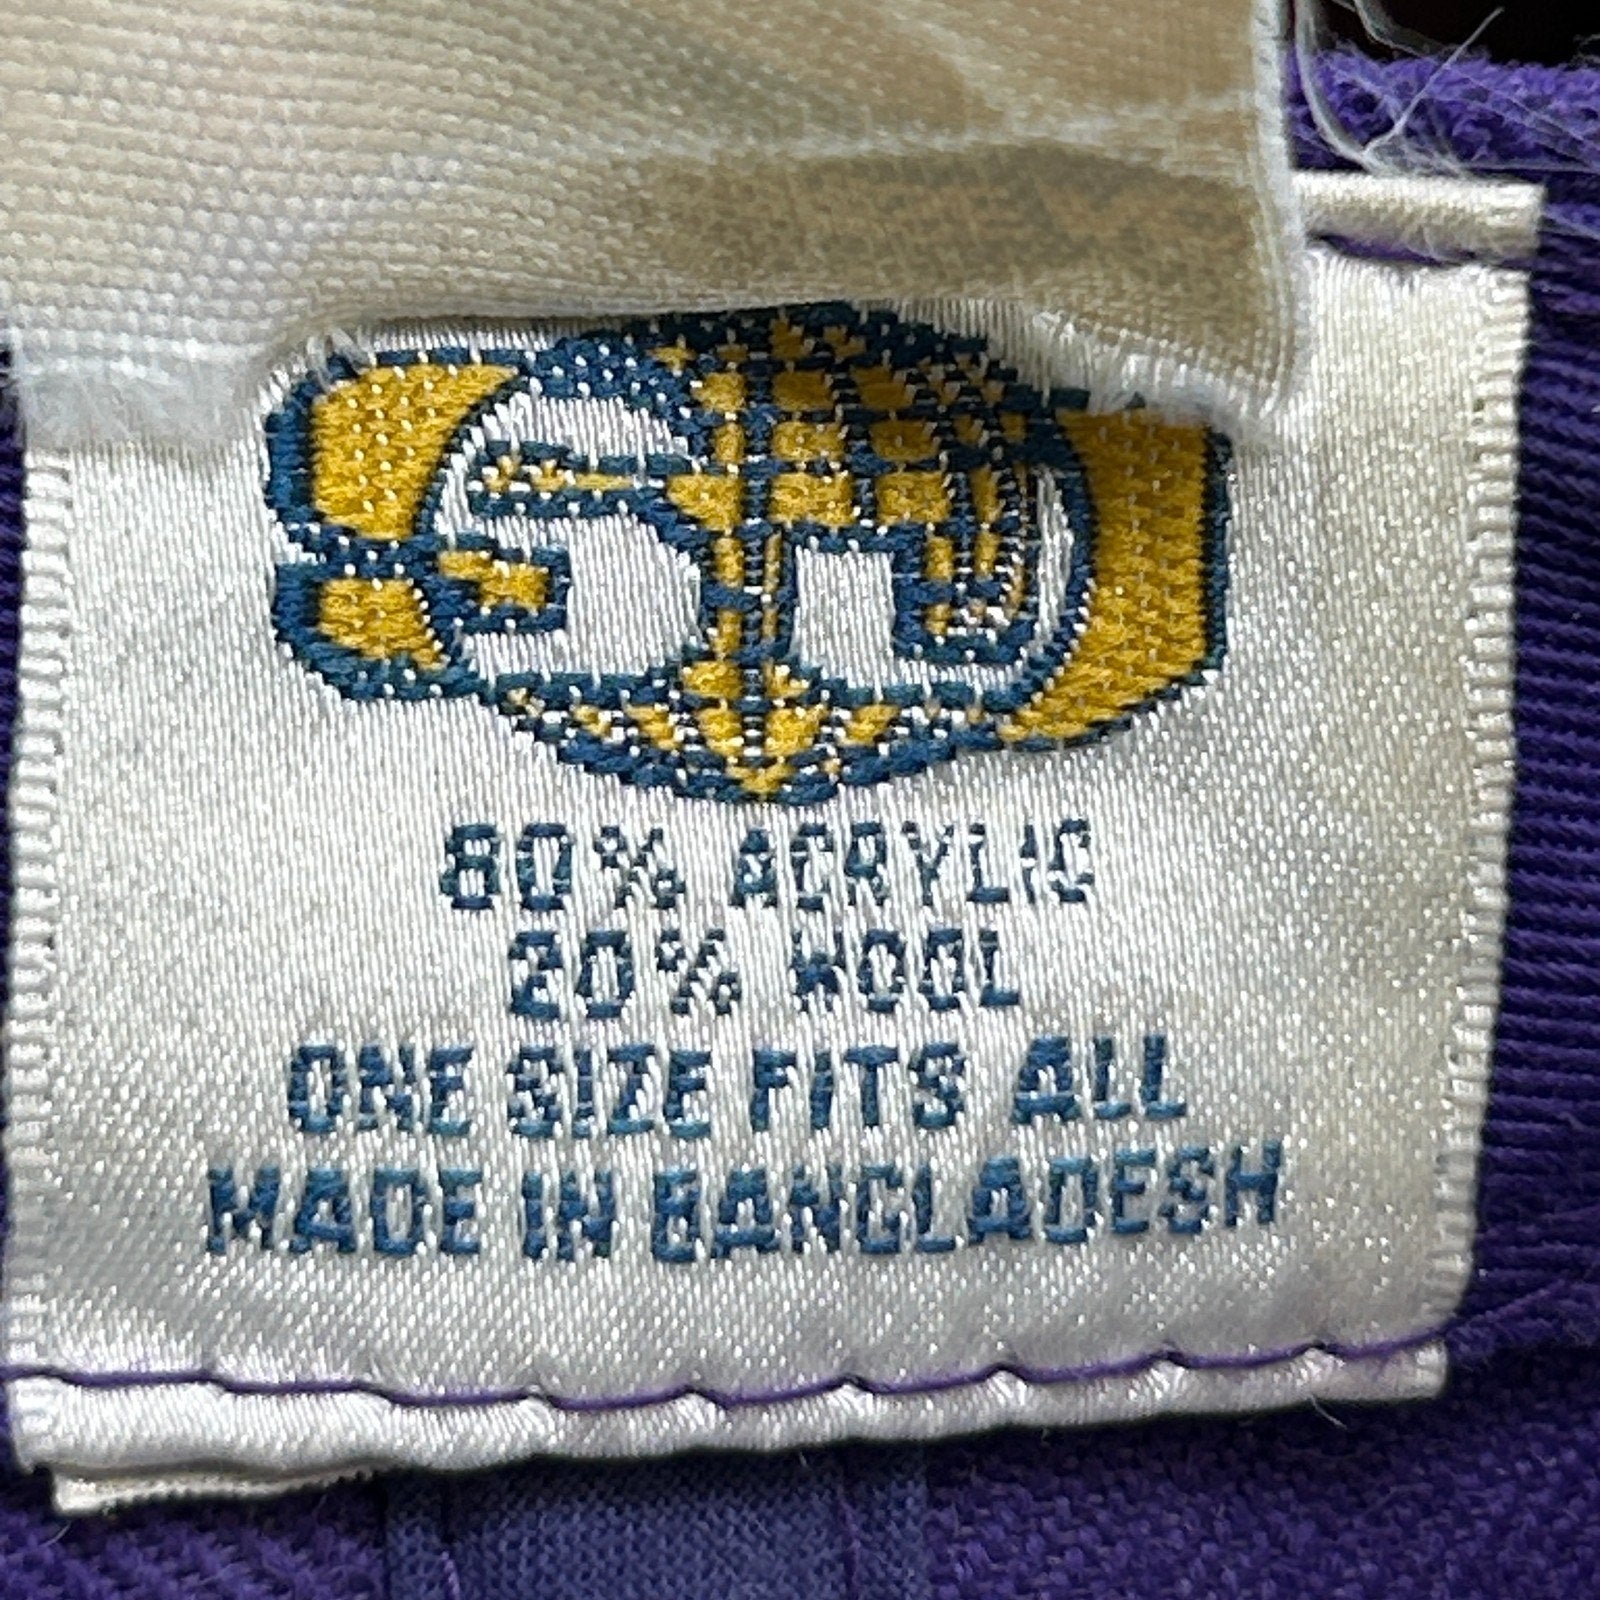 80% ACRYLIC
20% WOOL
ONE SIZE FITS ALL
MADE IN BANGLADESH